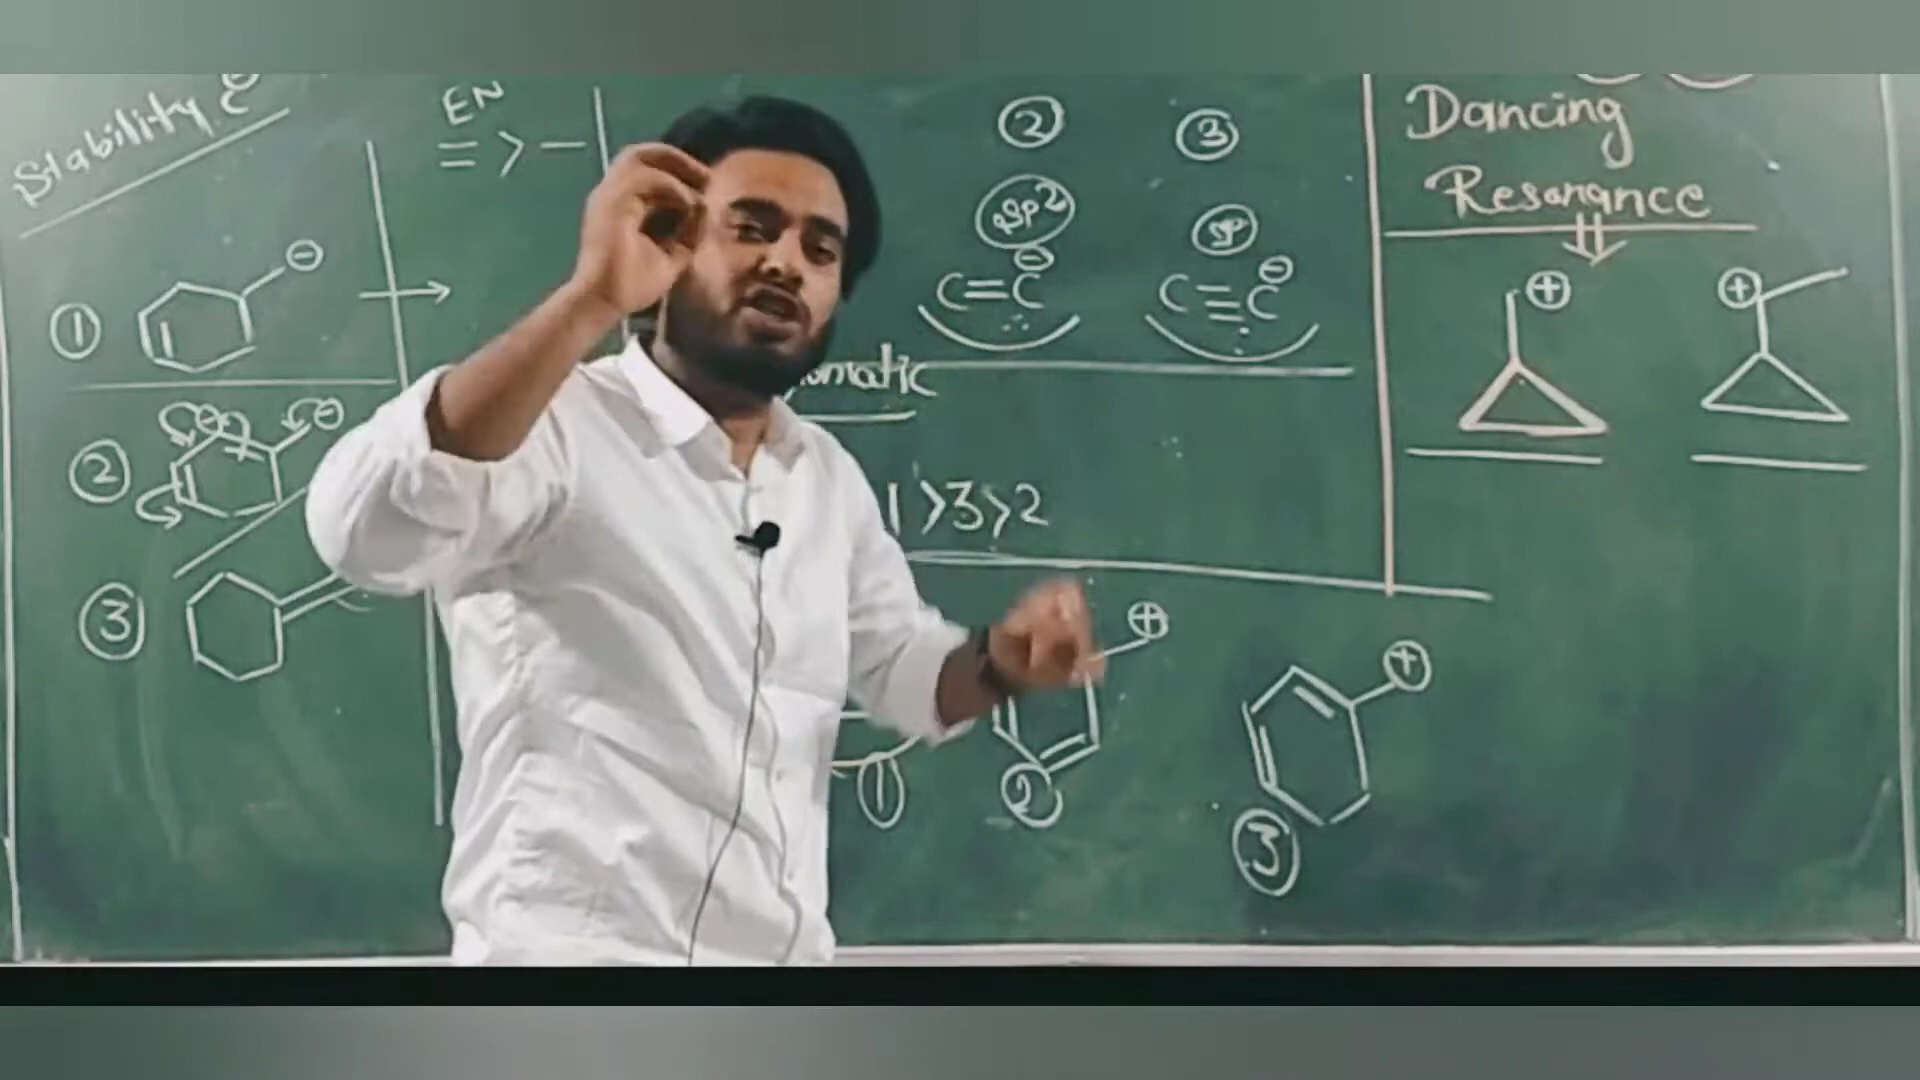 Stability
①
⊖
②
⊖
③
EN
= > —
②
③
sp2
sp
⊖
C=C
⊖
C≡C
1>3>2
①
②
⊕
③
⊕
Dancing
Resonance
⊕
⊕